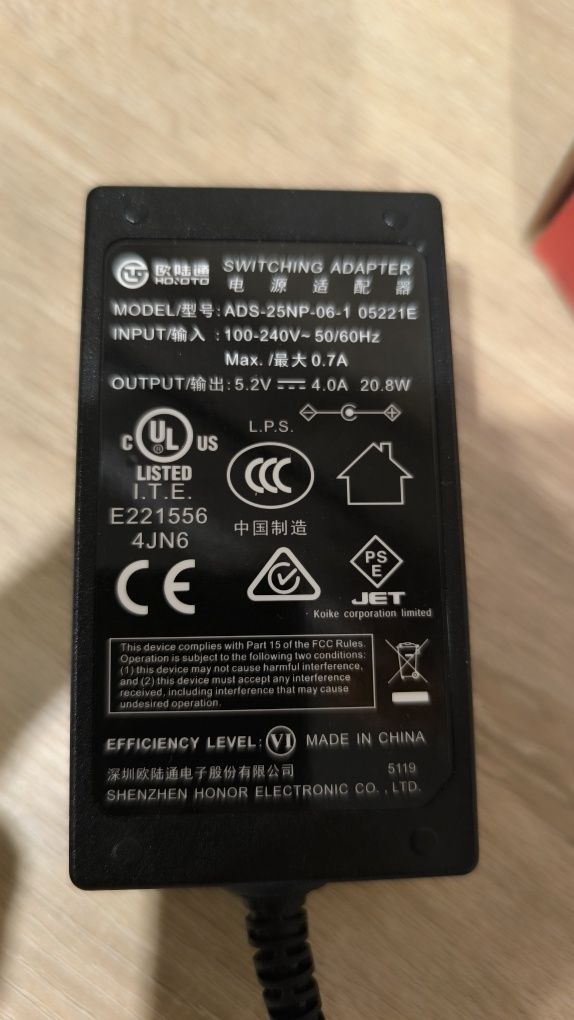 欧陆通 SWITCHING ADAPTER
HONOTO 电源适配器
MODEL/型号: ADS-25NP-06-1 05221E
INPUT/输入 : 100-240V~ 50/60Hz
Max. /最大 0.7A
OUTPUT/输出: 5.2V 4.0A 20.8W
L.P.S.
C UL US
LISTED
I.T.E.
E221556
4JN6
CCC
中国制造
CE
PS
E
JET
Koike corporation limited
This device complies with Part 15 of the FCC Rules.
Operation is subject to the following two conditions:
(1) this device may not cause harmful interference,
and (2) this device must accept any interference
received, including interference that may cause
undesired operation.
EFFICIENCY LEVEL: VI MADE IN CHINA
深圳欧陆通电子股份有限公司 5119
SHENZHEN HONOR ELECTRONIC CO. , LTD.